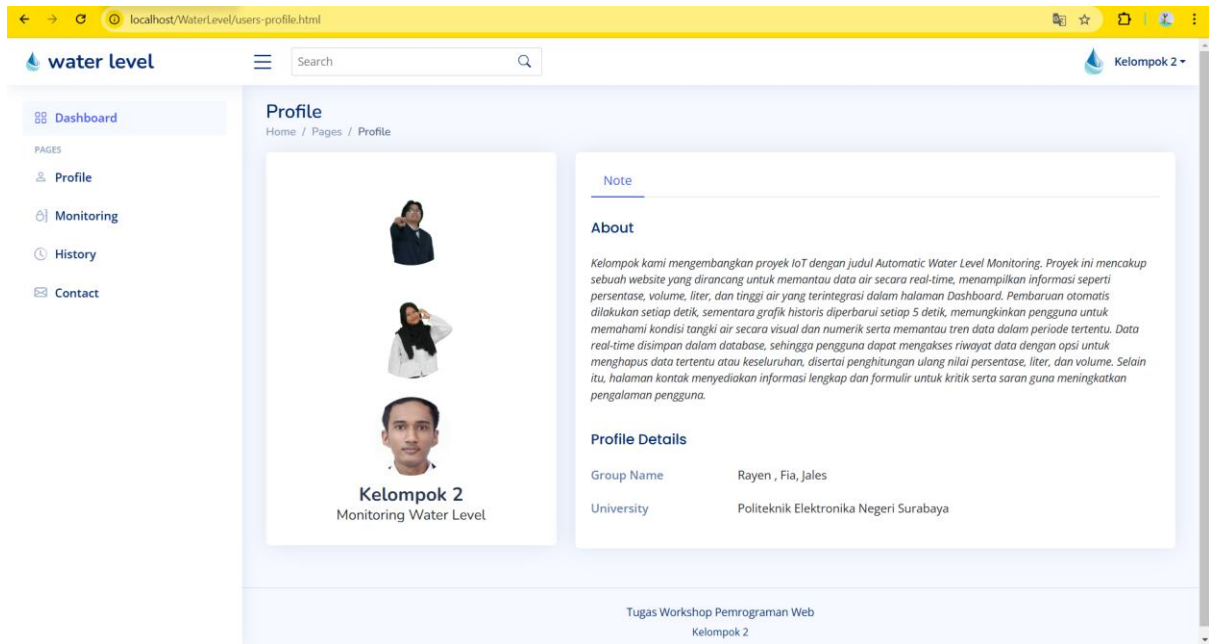 localhost/WaterLevel/users-profile.html
water level
Search
Kelompok 2
Dashboard
PAGES
Profile
Monitoring
History
Contact
Profile
Home / Pages / Profile
Kelompok 2
Monitoring Water Level
Note
About
Kelompok kami mengembangkan proyek IoT dengan judul Automatic Water Level Monitoring. Proyek ini mencakup
sebuah website yang dirancang untuk memantau data air secara real-time, menampilkan informasi seperti
persentase, volume, liter, dan tinggi air yang terintegrasi dalam halaman Dashboard. Pembaruan otomatis
dilakukan setiap detik, sementara grafik historis diperbarui setiap 5 detik, memungkinkan pengguna untuk
memahami kondisi tangki air secara visual dan numerik serta memantau tren data dalam periode tertentu. Data
real-time disimpan dalam database, sehingga pengguna dapat mengakses riwayat data dengan opsi untuk
menghapus data tertentu atau keseluruhan, disertai penghitungan ulang nilai persentase, liter, dan volume. Selain
itu, halaman kontak menyediakan informasi lengkap dan formulir untuk kritik serta saran guna meningkatkan
pengalaman pengguna.
Profile Details
Group Name Rayen , Fia, Jales
University Politeknik Elektronika Negeri Surabaya
Tugas Workshop Pemrograman Web
Kelompok 2